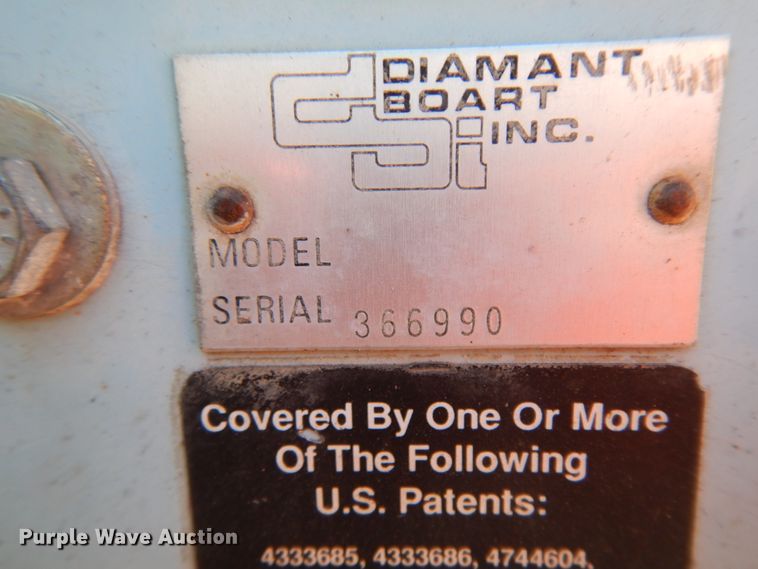 DIAMANT
BOART
INC.
MODEL
SERIAL 366990
Covered By One Or More
Of The Following
U.S. Patents:
4333685, 4333686, 4744604,
Purple Wave Auction